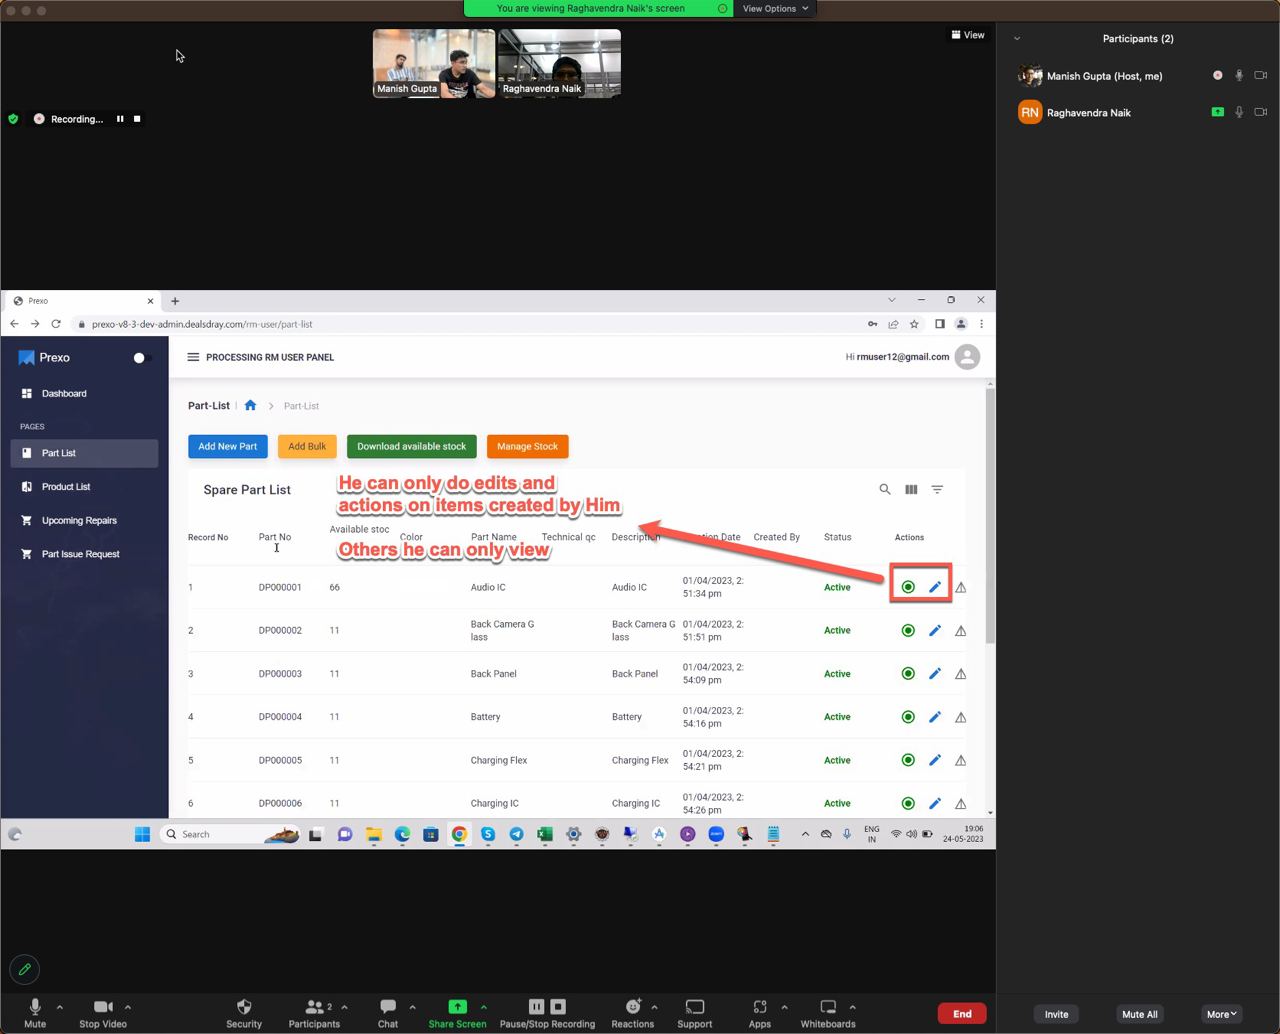 You are viewing Raghavendra Naik's screen
View Options
View
Manish Gupta
Raghavendra Naik
Recording...
Participants (2)
Manish Gupta (Host, me)
RN Raghavendra Naik
Prexo
prexo-v8-3-dev-admin.dealsdray.com/rm-user/part-list
Prexo
PROCESSING RM USER PANEL
Hi rmuser12@gmail.com
Dashboard
PAGES
Part List
Product List
Upcoming Repairs
Part Issue Request
Part-List
Part-List
Add New Part
Add Bulk
Download available stock
Manage Stock
Spare Part List
He can only do edits and
actions on items created by Him
Others he can only view
Record No Part No Available stoc Color Part Name Technical qc Description Date Created By Status Actions
1 DP000001 66 Audio IC Audio IC 01/04/2023, 2: Active
51:34 pm
2 DP000002 11 Back Camera G Back Camera G 01/04/2023, 2: Active
lass lass 51:51 pm
3 DP000003 11 Back Panel Back Panel 01/04/2023, 2: Active
54:09 pm
4 DP000004 11 Battery Battery 01/04/2023, 2: Active
54:16 pm
5 DP000005 11 Charging Flex Charging Flex 01/04/2023, 2: Active
54:21 pm
6 DP000006 11 Charging IC Charging IC 01/04/2023, 2: Active
54:26 pm
Search
ENG
IN
19:06
24-05-2023
Mute
Stop Video
Security
2
Participants
Chat
Share Screen
Pause/Stop Recording
Reactions
Support
Apps
Whiteboards
End
Invite
Mute All
More